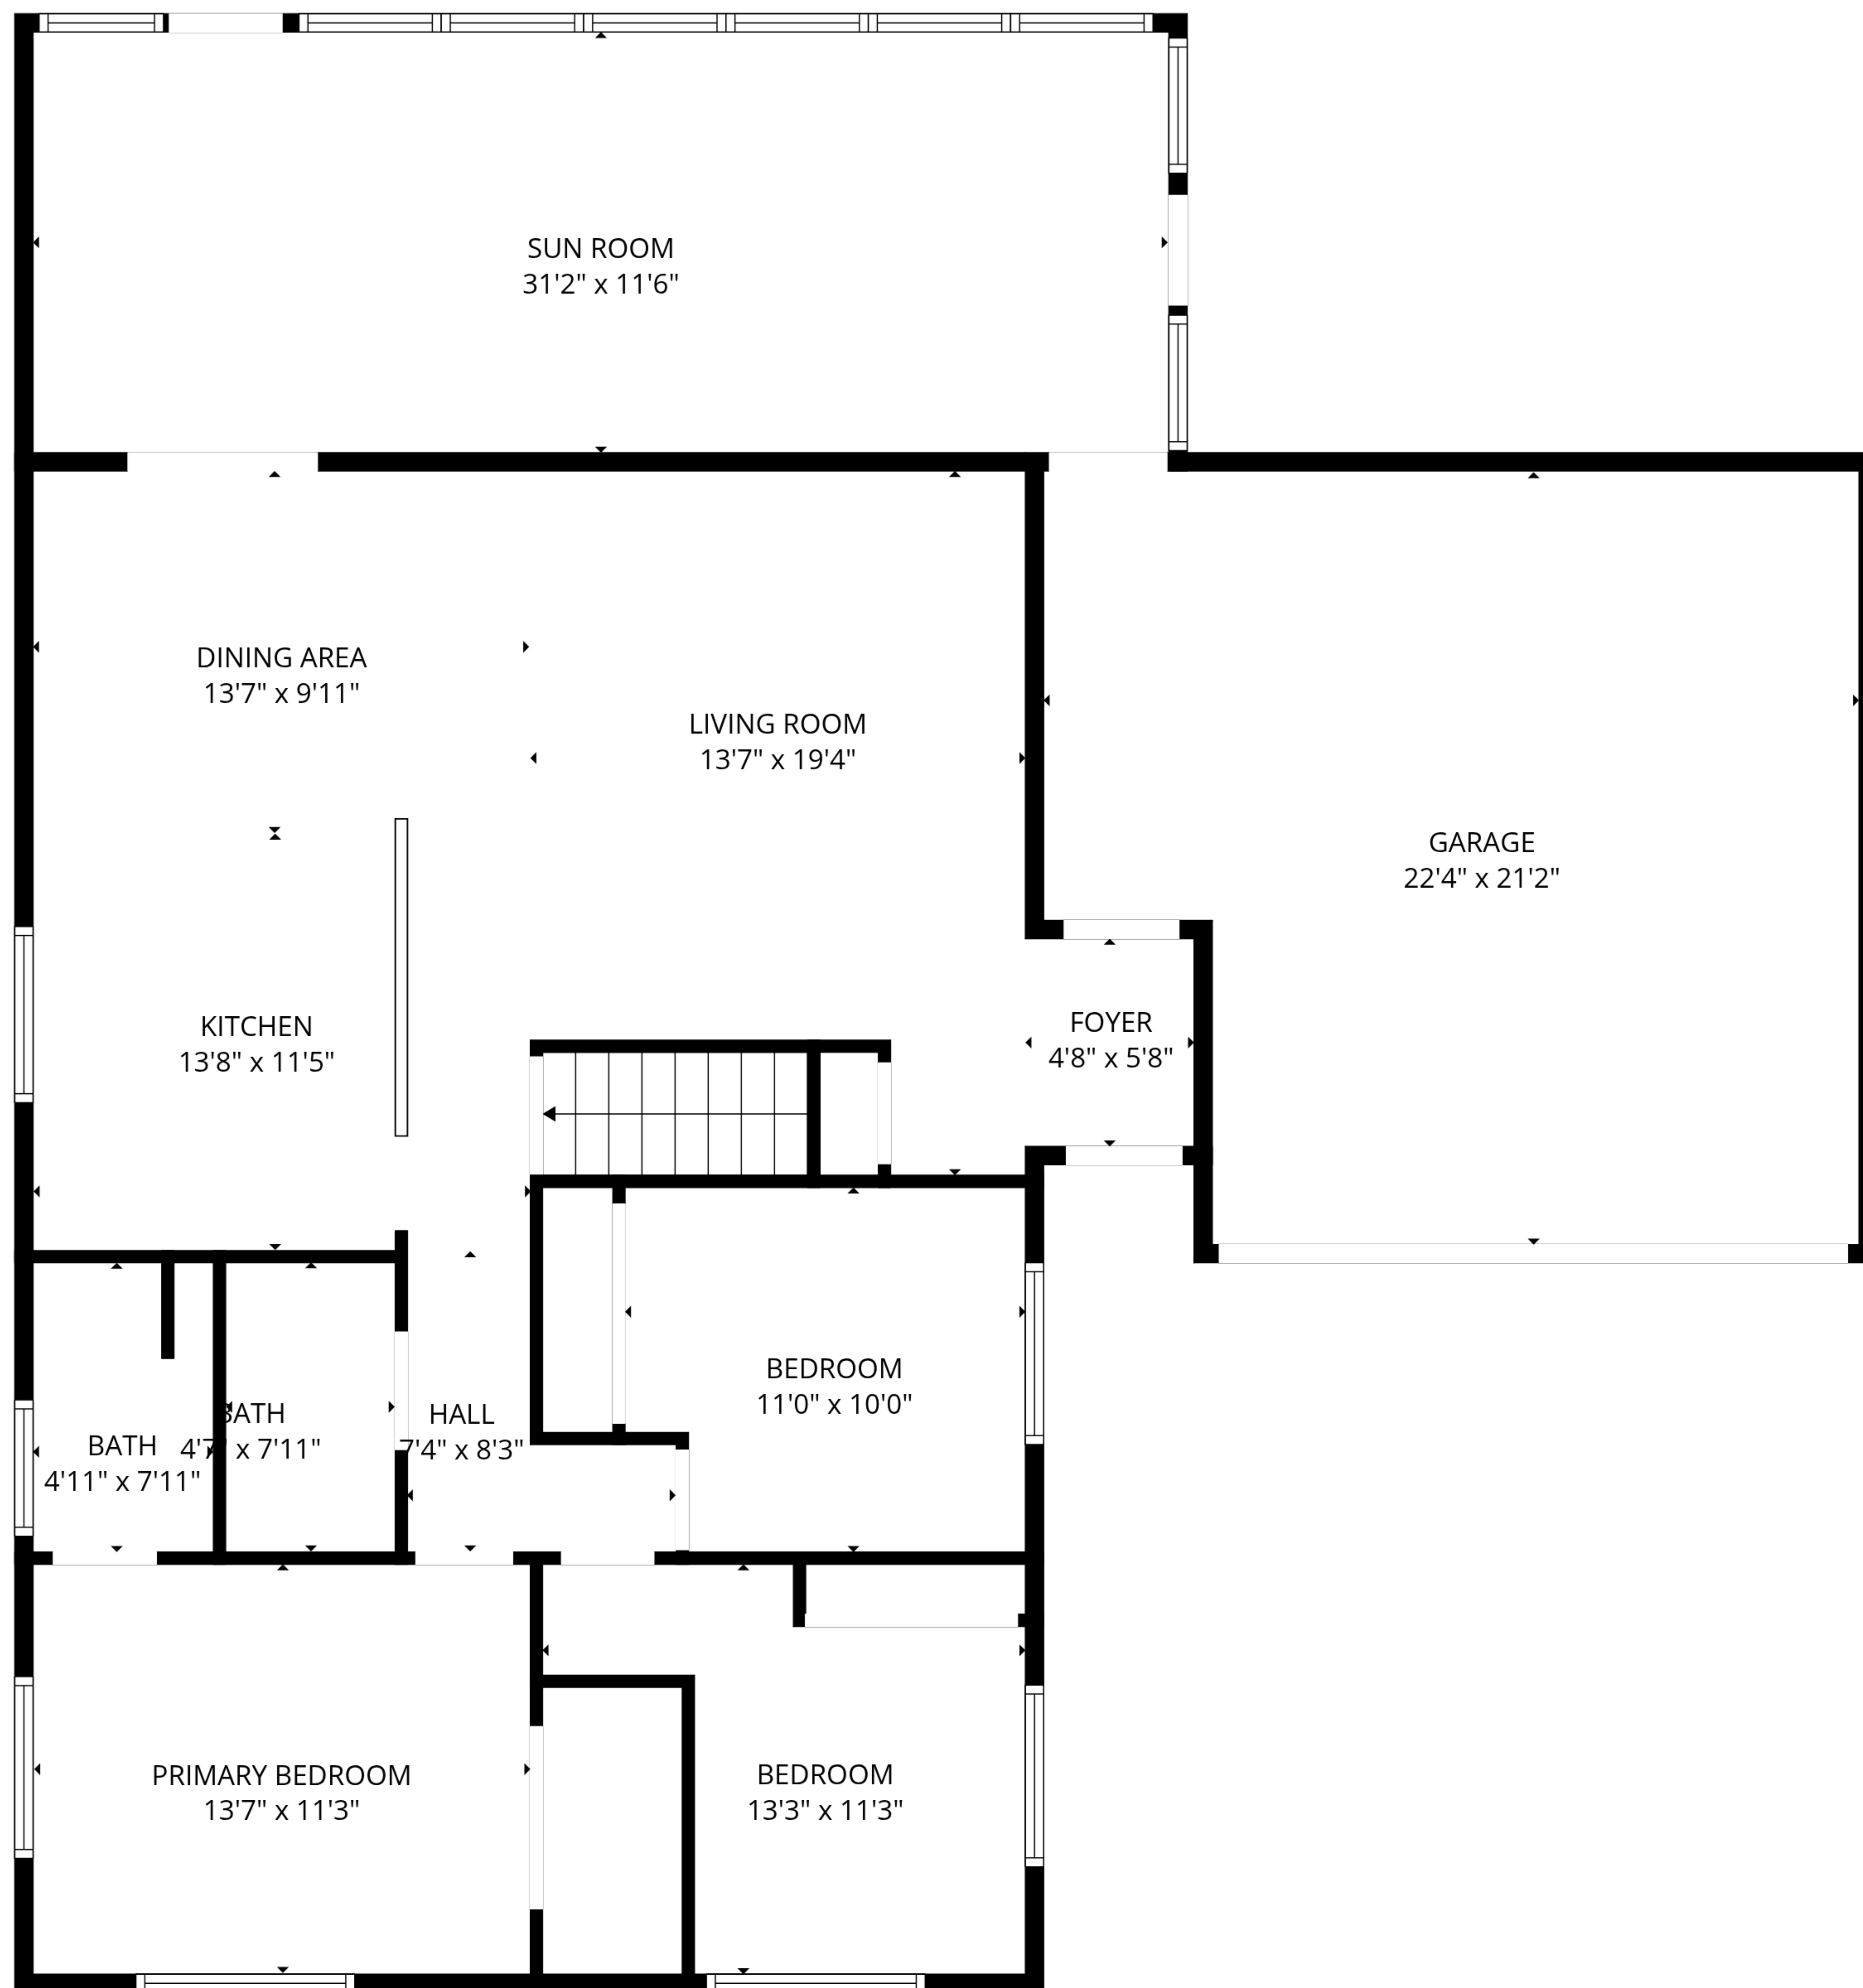 SUN ROOM
31'2" x 11'6"
DINING AREA
13'7" x 9'11"
LIVING ROOM
13'7" x 19'4"
GARAGE
22'4" x 21'2"
KITCHEN
13'8" x 11'5"
FOYER
4'8" x 5'8"
BEDROOM
11'0" x 10'0"
BATH
4'7" x 7'11"
HALL
7'4" x 8'3"
BATH
4'11" x 7'11"
PRIMARY BEDROOM
13'7" x 11'3"
BEDROOM
13'3" x 11'3"